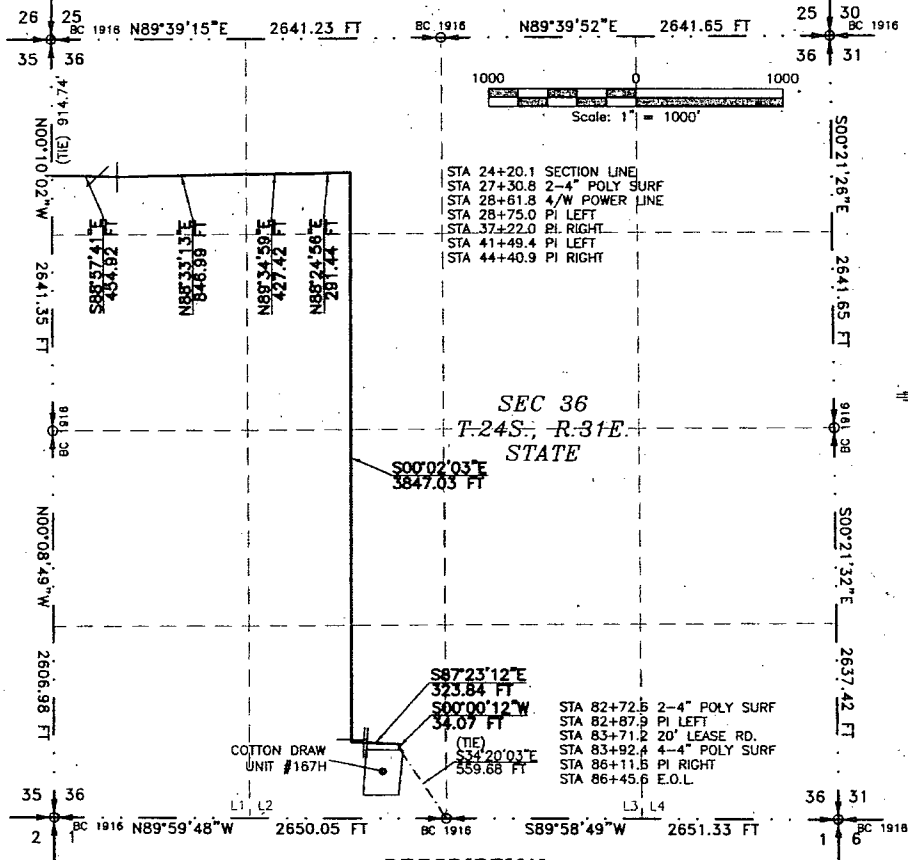 26 25
BC 1916 N89°39'15"E 2641.23 FT
N89°39'52"E 2641.65 FT
25 30
BC 1916
35 36
36 31
1000 0 1000
Scale: 1" = 1000'
N00°10'02"W
(TIE) 914.74'
2641.35 FT
S00°21'26"E
2641.65 FT
STA 24+20.1 SECTION LINE
STA 27+30.8 2-4" POLY SURF
STA 28+61.8 4/W POWER LINE
STA 28+75.0 PI LEFT
STA 37+22.0 PI RIGHT
STA 41+49.4 PI LEFT
STA 44+40.9 PI RIGHT
S88°57'41"E
454.92 FT
N88°33'13"E
846.99 FT
N89°34'59"E
427.42 FT
N88°24'56"E
291.44 FT
SEC 36
T.24S., R.31E.
STATE
BC 1916
BC 1916
S00°02'03"E
3847.03 FT
N00°08'49"W
2606.98 FT
S00°21'32"E
2637.42 FT
S87°23'12"E
323.84 FT
S00°00'12"W
34.07 FT
(TIE)
S34°20'03"E
559.68 FT
COTTON DRAW
UNIT #167H
STA 82+72.6 2-4" POLY SURF
STA 82+87.9 PI LEFT
STA 83+71.2 20' LEASE RD.
STA 83+92.4 4-4" POLY SURF
STA 86+11.6 PI RIGHT
STA 86+45.6 E.O.L.
L1 L2
L3 L4
35 36
2 1
BC 1916 N89°59'48"W 2650.05 FT
BC 1916
S89°58'49"W 2651.33 FT
36 31
BC 1916
1 6